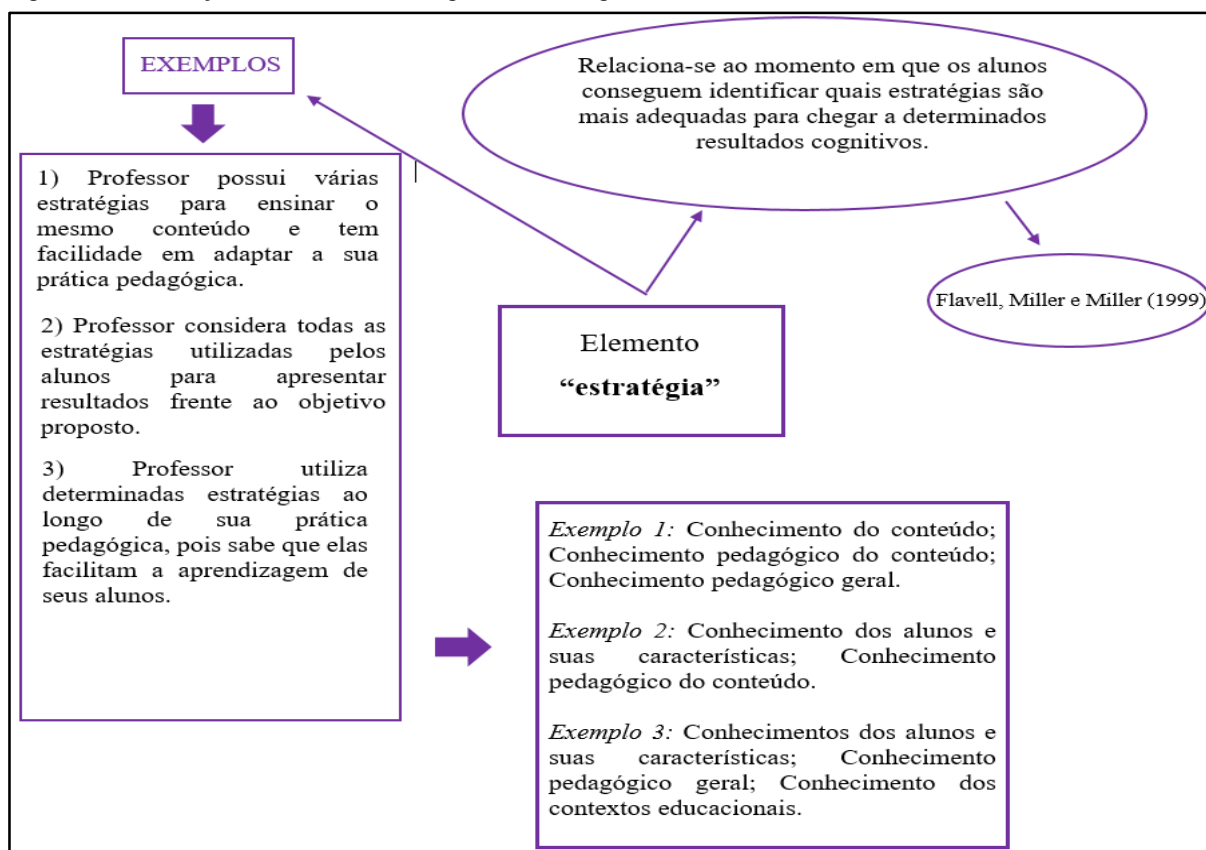 EXEMPLOS
Relaciona-se ao momento em que os alunos
conseguem identificar quais estratégias são
mais adequadas para chegar a determinados
resultados cognitivos.
1) Professor possui várias
estratégias para ensinar o
mesmo conteúdo e tem
facilidade em adaptar a sua
prática pedagógica.
2) Professor considera todas as
estratégias utilizadas pelos
alunos para apresentar
resultados frente ao objetivo
proposto.
3) Professor utiliza
determinadas estratégias ao
longo de sua prática
pedagógica, pois sabe que elas
facilitam a aprendizagem de
seus alunos.
Flavell, Miller e Miller (1999)
Elemento
“estratégia”
Exemplo 1: Conhecimento do conteúdo;
Conhecimento pedagógico do conteúdo;
Conhecimento pedagógico geral.
Exemplo 2: Conhecimento dos alunos e
suas características; Conhecimento
pedagógico do conteúdo.
Exemplo 3: Conhecimentos dos alunos e
suas características; Conhecimento
pedagógico geral; Conhecimento dos
contextos educacionais.